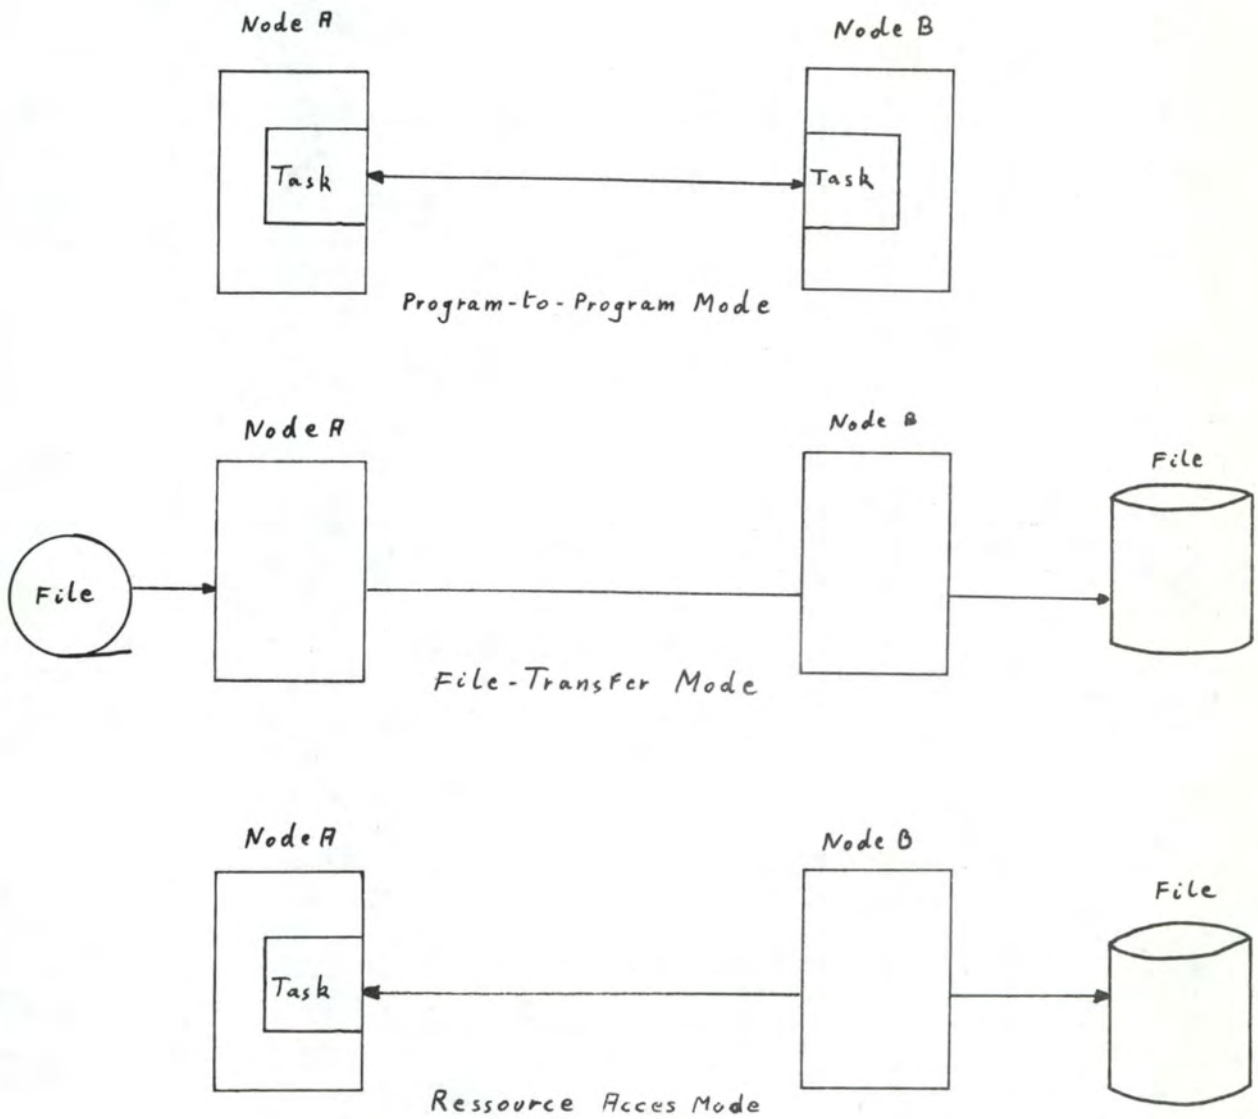 Node A
Node B
Task
Task
Program-to-Program Mode
Node A
Node B
File
File
File-Transfer Mode
Node A
Node B
File
Task
Ressource Acces Mode